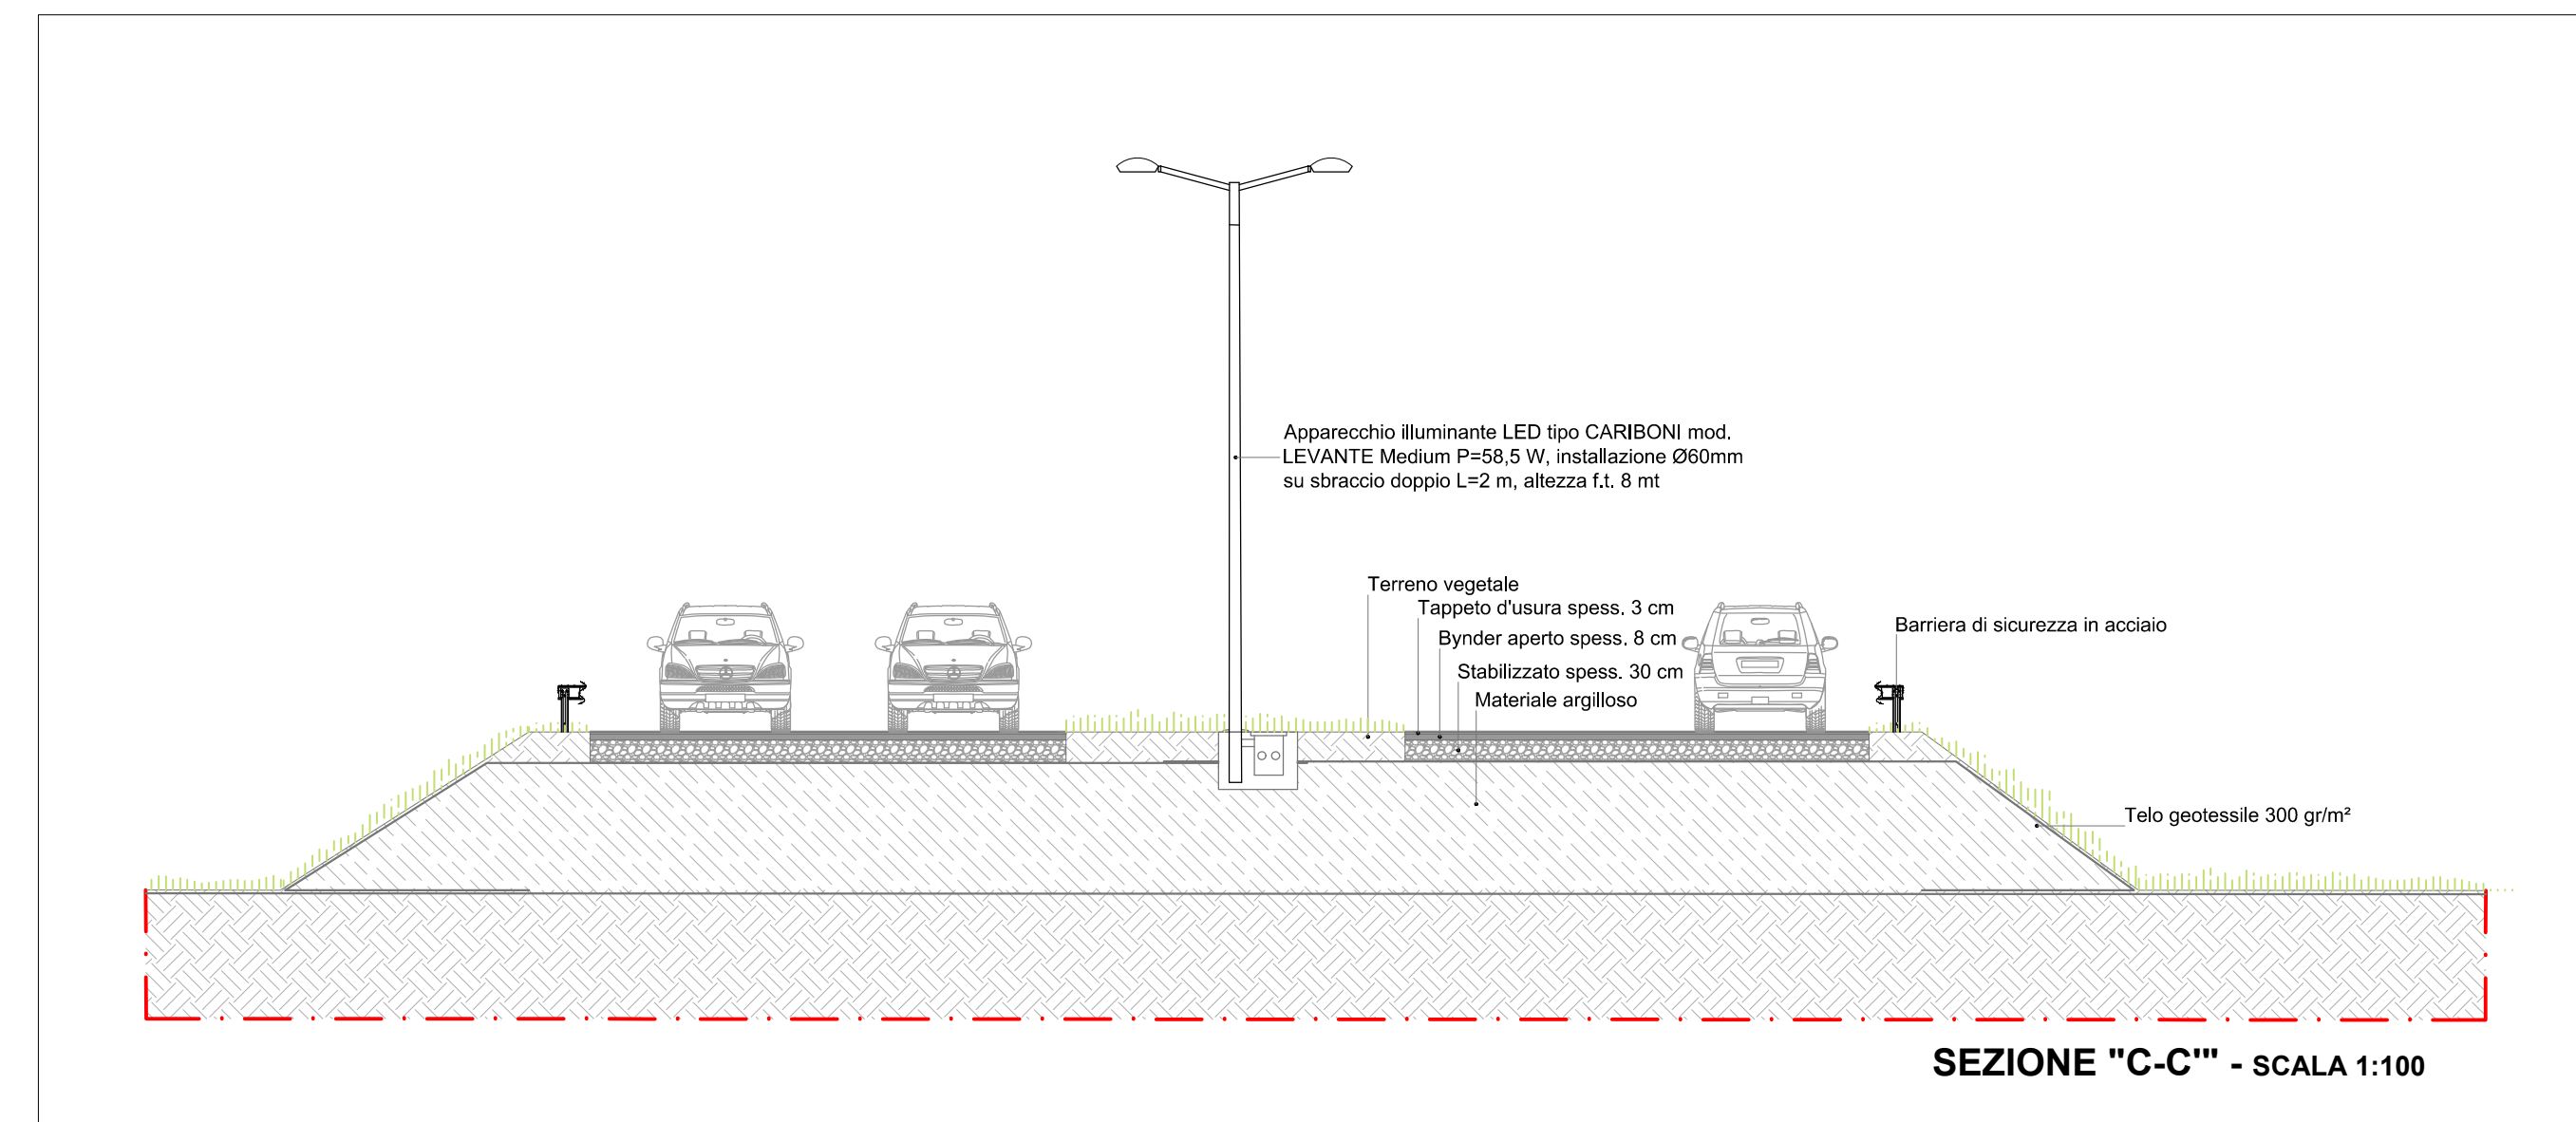 Apparecchio illuminante LED tipo CARIBONI mod.
LEVANTE Medium P=58,5 W, installazione Ø60mm
su sbraccio doppio L=2 m, altezza f.t. 8 mt
Terreno vegetale
Tappeto d'usura spess. 3 cm
Bynder aperto spess. 8 cm
Stabilizzato spess. 30 cm
Materiale argilloso
Barriera di sicurezza in acciaio
Telo geotessile 300 gr/m²
SEZIONE "C-C'" - SCALA 1:100